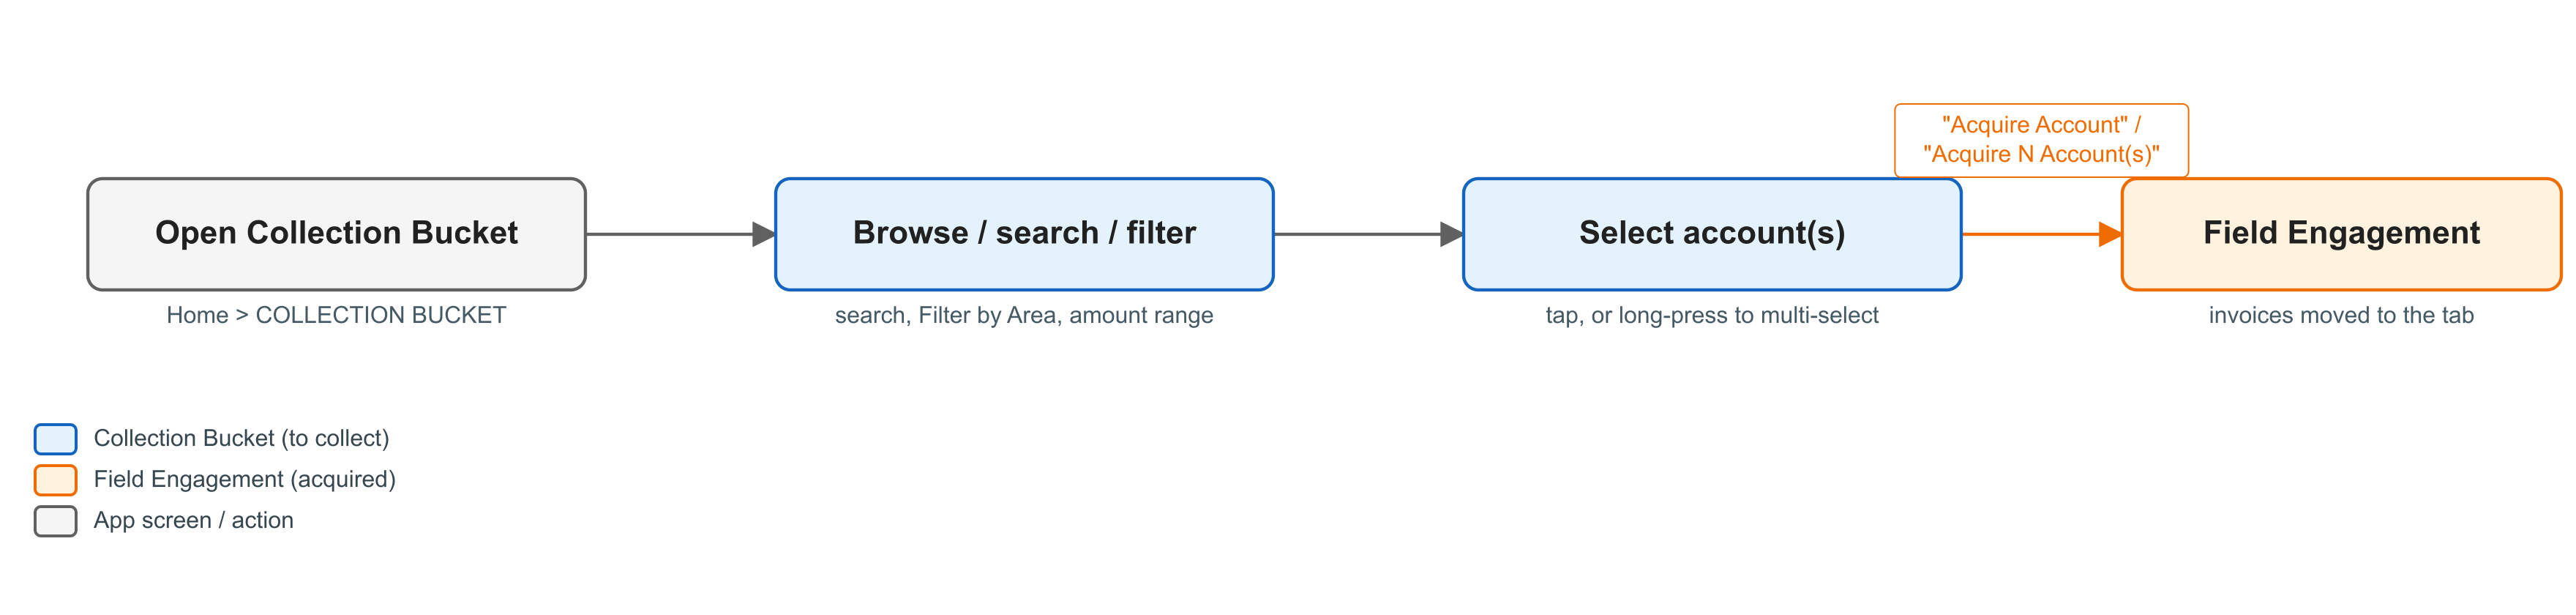 "Acquire Account" /
"Acquire N Account(s)"
Open Collection Bucket
Browse / search / filter
Select account(s)
Field Engagement
Home > COLLECTION BUCKET
search, Filter by Area, amount range
tap, or long-press to multi-select
invoices moved to the tab
Collection Bucket (to collect)
Field Engagement (acquired)
App screen / action